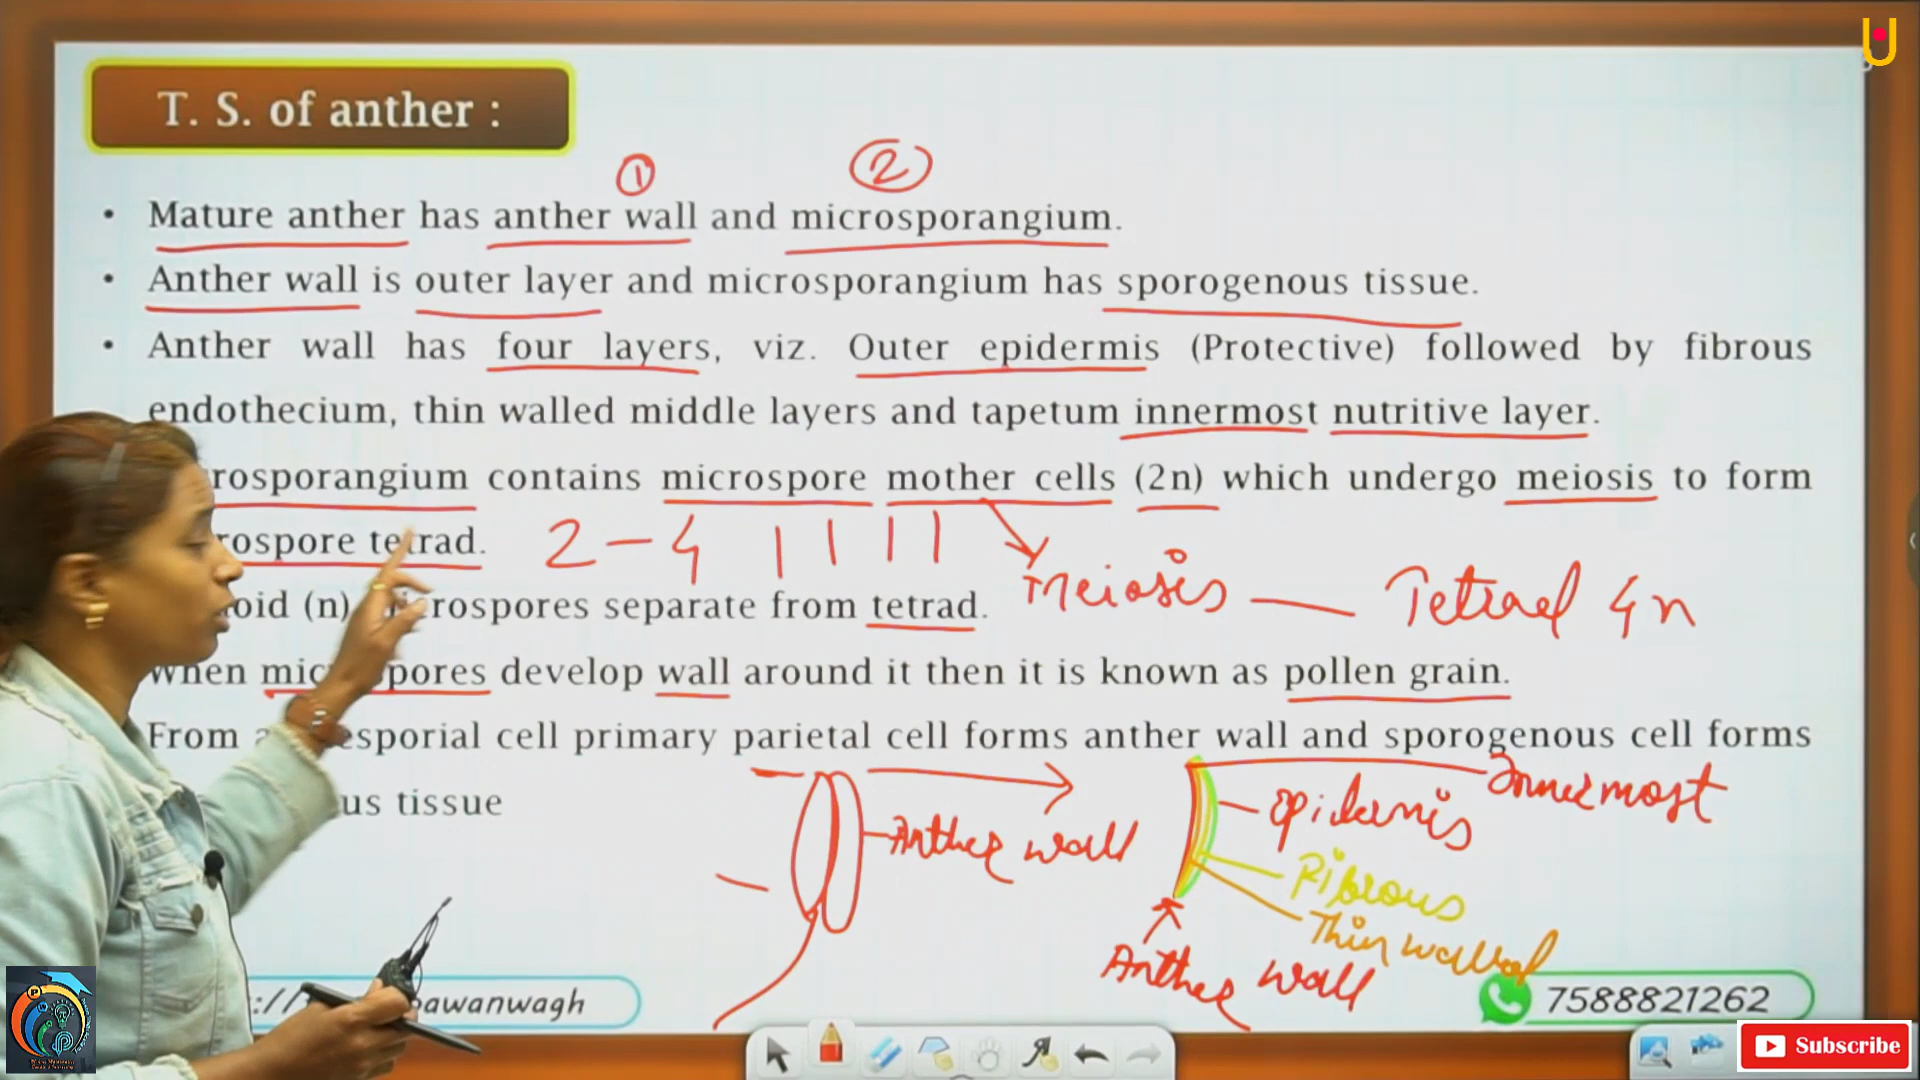 T. S. of anther :
① ②
• Mature anther has anther wall and microsporangium.
• Anther wall is outer layer and microsporangium has sporogenous tissue.
• Anther wall has four layers, viz. Outer epidermis (Protective) followed by fibrous
endothecium, thin walled middle layers and tapetum innermost nutritive layer.
rosporangium contains microspore mother cells (2n) which undergo meiosis to form
rospore tetrad.
2 – 4 | | | |
Meiosis — Tetrad 4n
oid (n) crospores separate from tetrad.
When mic pores develop wall around it then it is known as pollen grain.
From a esporial cell primary parietal cell forms anther wall and sporogenous cell forms
us tissue
Innermost
epidermis
Anther wall
Fibrous
Thin walled
Anther wall
:// awanwagh
7588821262
Subscribe